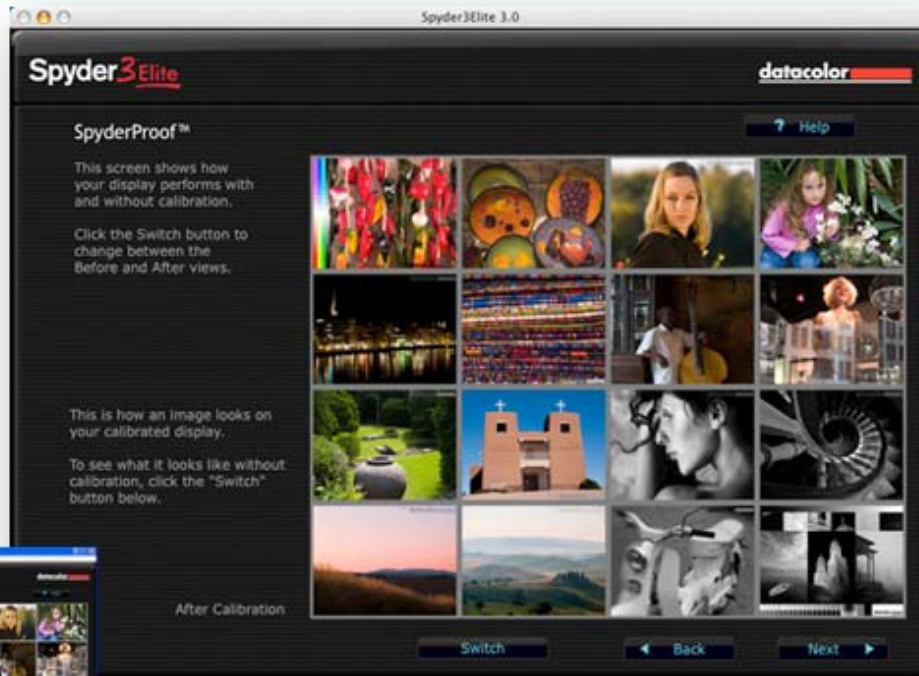 Spyder3Elite 3.0
Spyder3Elite
datacolor
SpyderProof™
? Help
This screen shows how
your display performs with
and without calibration.
Click the Switch button to
change between the
Before and After views.
This is how an image looks on
your calibrated display.
To see what it looks like without
calibration, click the "Switch"
button below.
datacolor
After Calibration
Switch
Back
Next